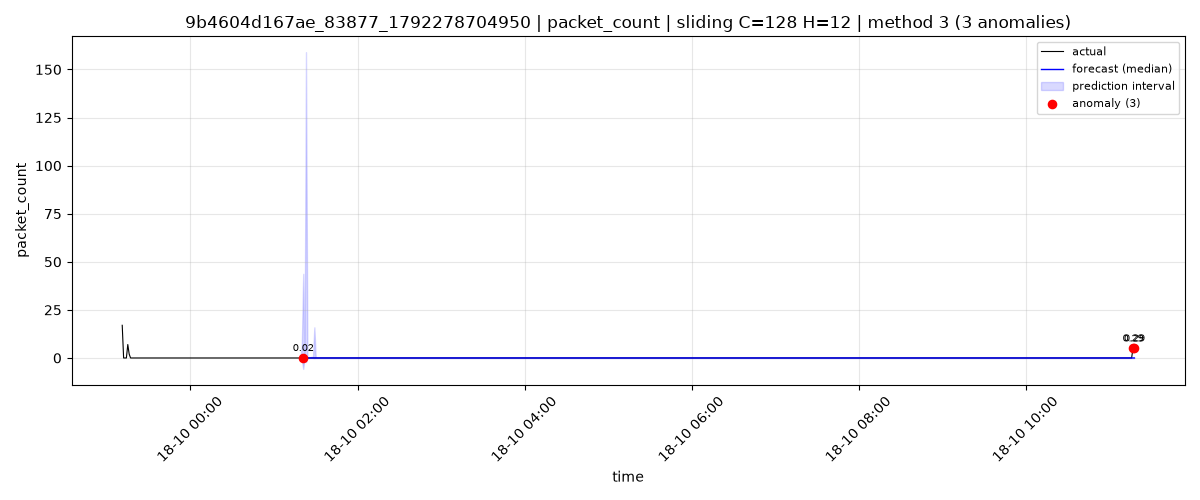 9b4604d167ae_83877_1792278704950 | packet_count | sliding C=128 H=12 | method 3 (3 anomalies)
actual
forecast (median)
prediction interval
anomaly (3)
150
125
100
75
50
25
0
packet_count
0.02
0.29
18-10 00:00
18-10 02:00
18-10 04:00
18-10 06:00
18-10 08:00
18-10 10:00
time